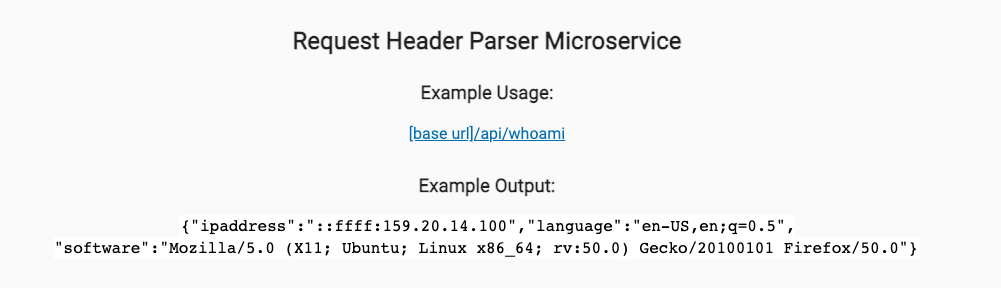 Request Header Parser Microservice
Example Usage:
[base url]/api/whoami
Example Output:
{"ipaddress":"::ffff:159.20.14.100","language":"en-US,en;q=0.5",
"software":"Mozilla/5.0 (X11; Ubuntu; Linux x86_64; rv:50.0) Gecko/20100101 Firefox/50.0"}